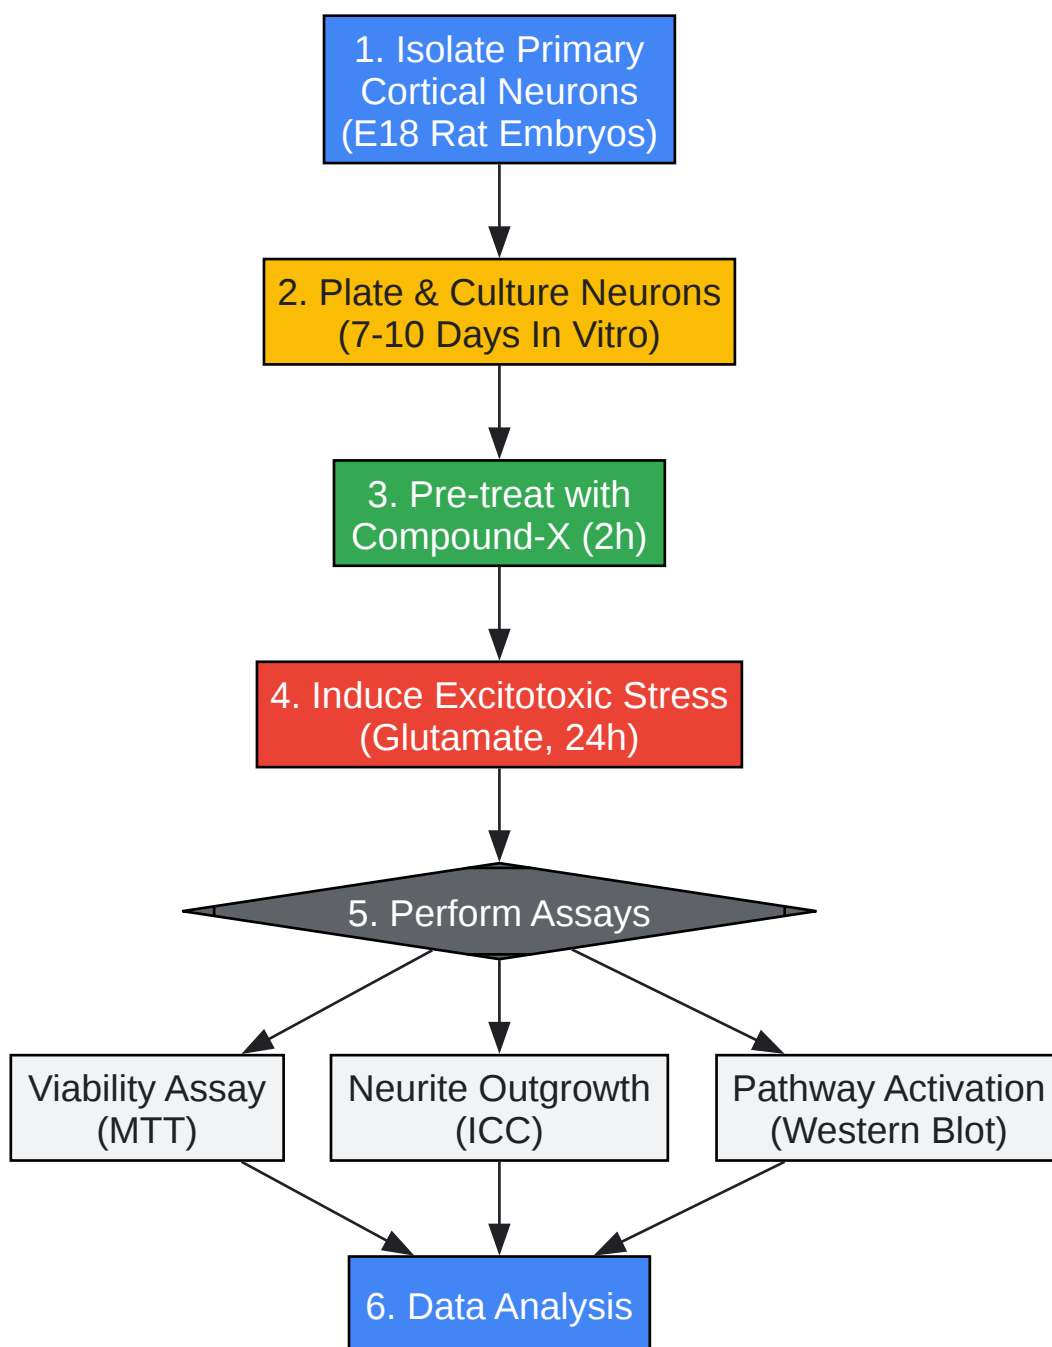 1. Isolate Primary
Cortical Neurons
(E18 Rat Embryos)
2. Plate & Culture Neurons
(7-10 Days In Vitro)
3. Pre-treat with
Compound-X (2h)
4. Induce Excitotoxic Stress
(Glutamate, 24h)
5. Perform Assays
Viability Assay
(MTT)
Neurite Outgrowth
(ICC)
Pathway Activation
(Western Blot)
6. Data Analysis